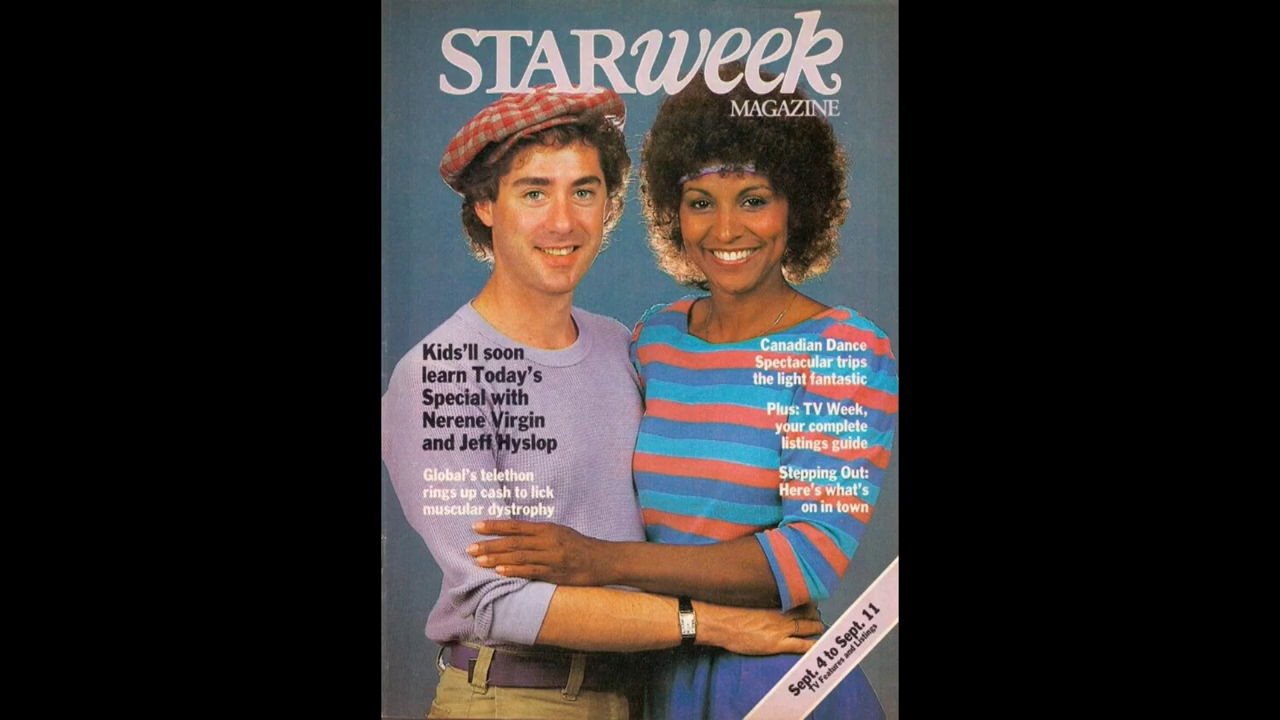 STARweek
MAGAZINE
Kids'll soon
learn Today's
Special with
Nerene Virgin
and Jeff Hyslop
Global's telethon
rings up cash to lick
muscular dystrophy
Canadian Dance
Spectacular trips
the light fantastic
Plus: TV Week,
your complete
listings guide
Stepping Out:
Here's what's
on in town
Sept. 4 to Sept. 11
TV Features and Listings